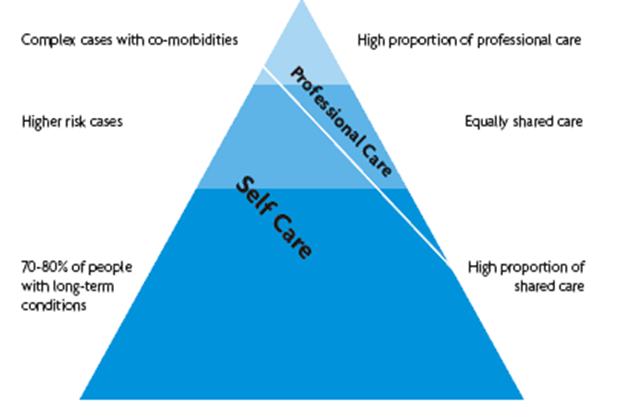 Complex cases with co-morbidities
High proportion of professional care
Professional Care
Higher risk cases
Equally shared care
Self Care
70-80% of people
with long-term
conditions
High proportion of
shared care